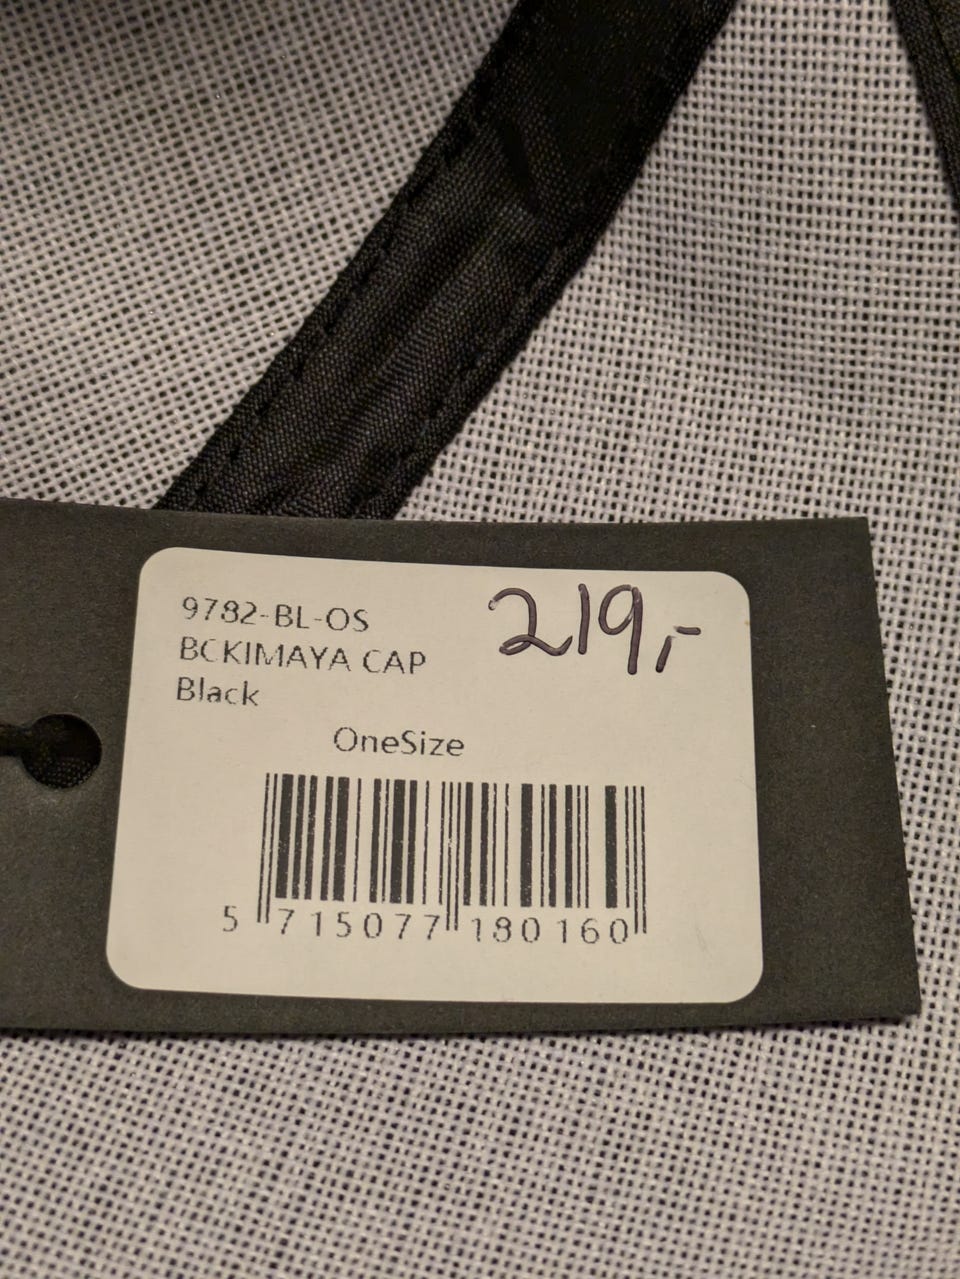 9782-BL-OS
BCKIMAYA CAP
Black
219,-
OneSize
5 715077 180160